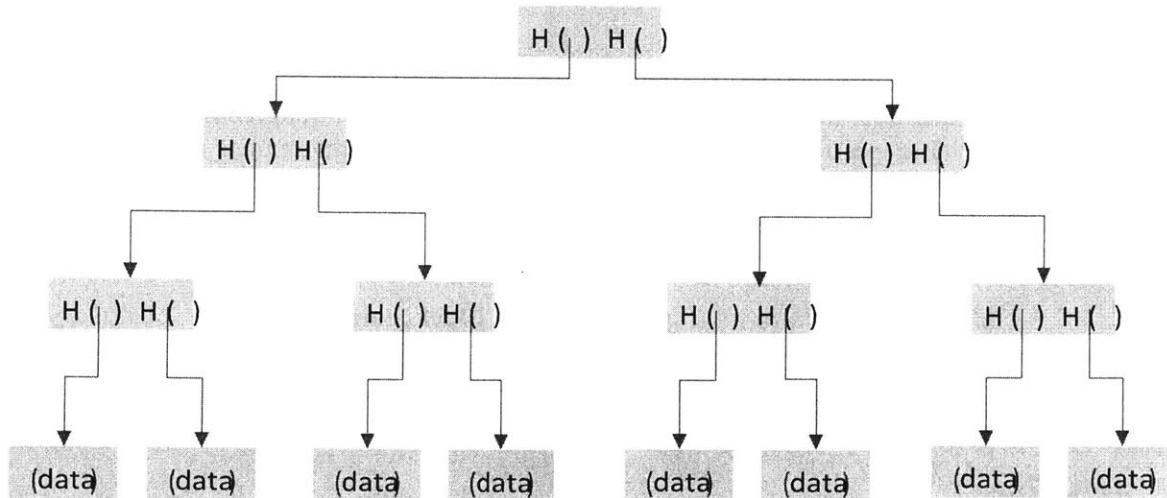 H ( ) H ( )
H ( ) H ( ) H ( ) H ( )
H ( ) H ( ) H ( ) H ( ) H ( ) H ( ) H ( ) H ( )
(data) (data) (data) (data) (data) (data) (data) (data)